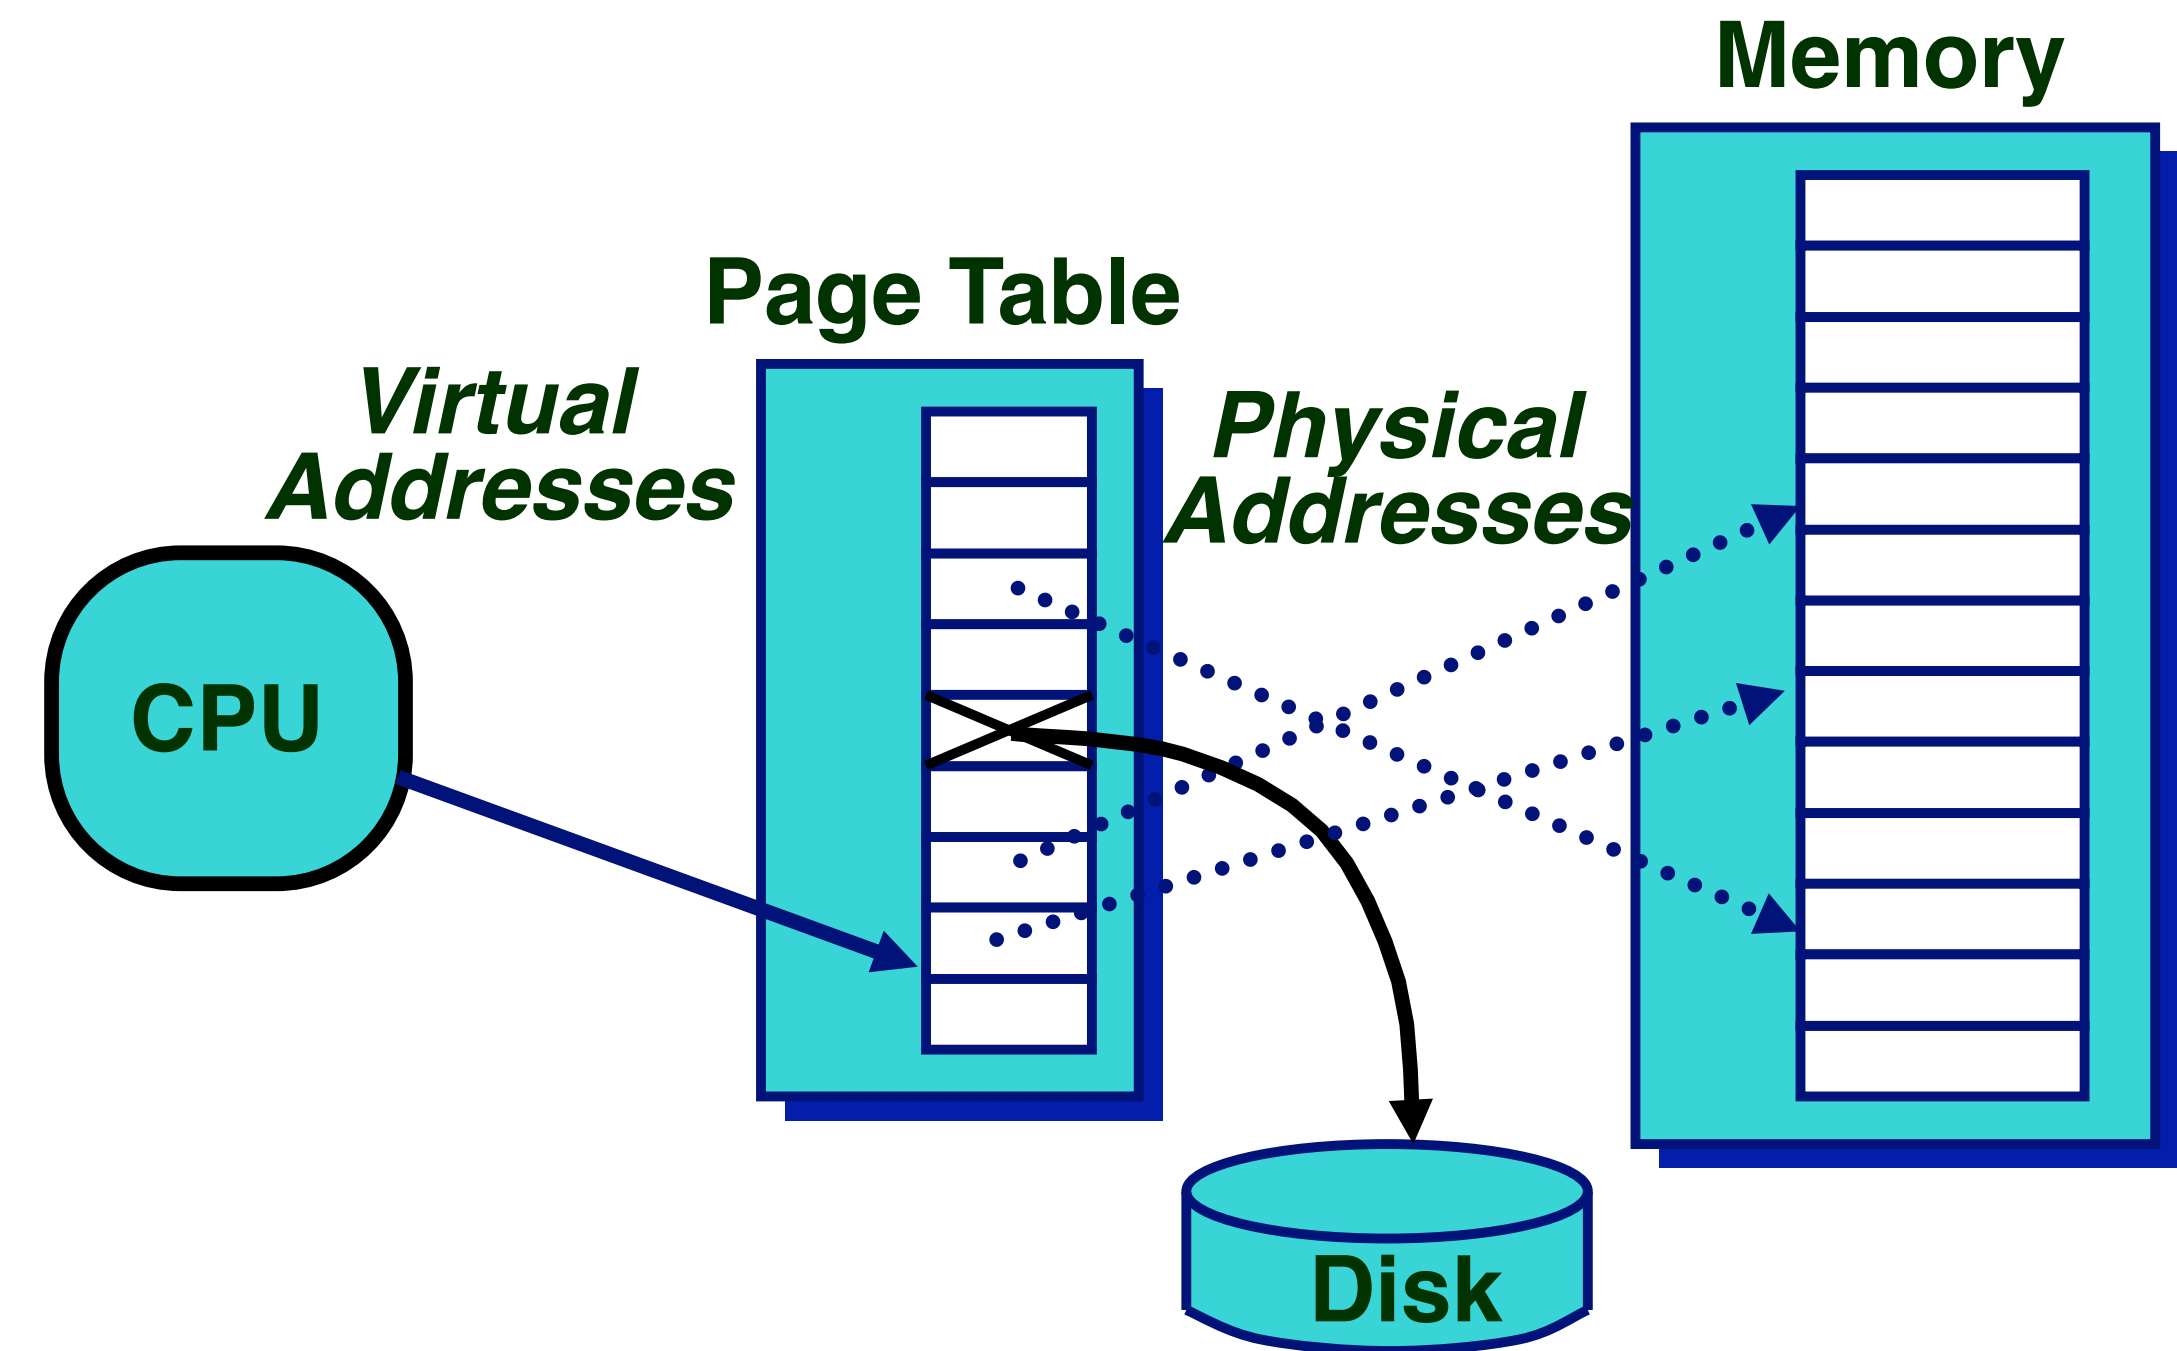 Memory
Page Table
Virtual
Addresses
Physical
Addresses
CPU
Disk